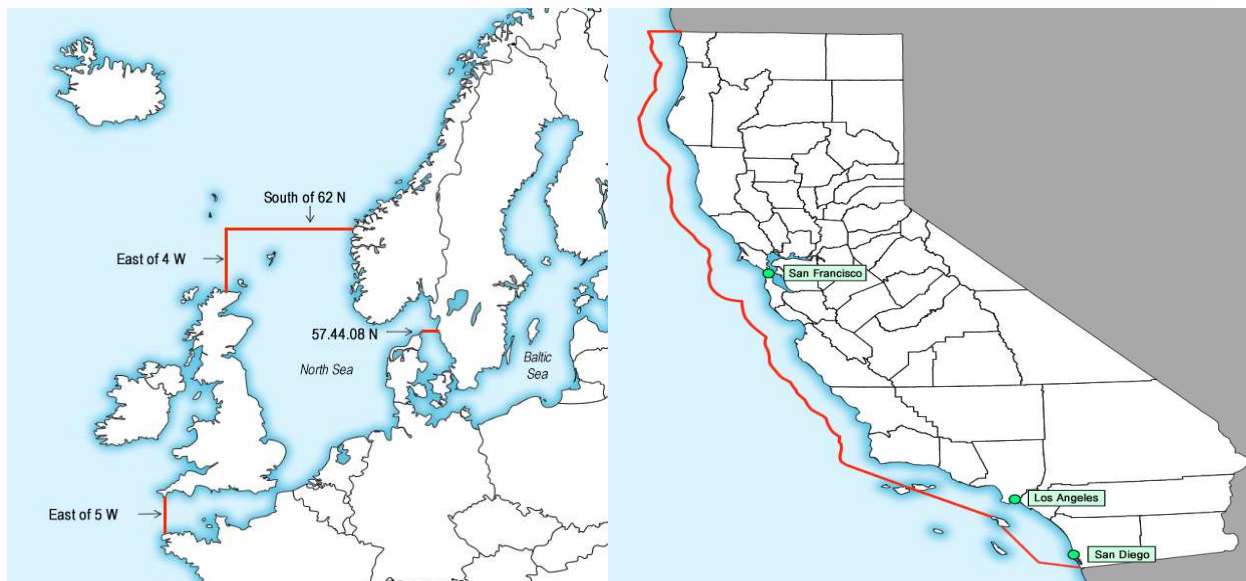 South of 62 N
East of 4 W
57.44.08 N
North Sea
Baltic
Sea
East of 5 W
San Francisco
Los Angeles
San Diego